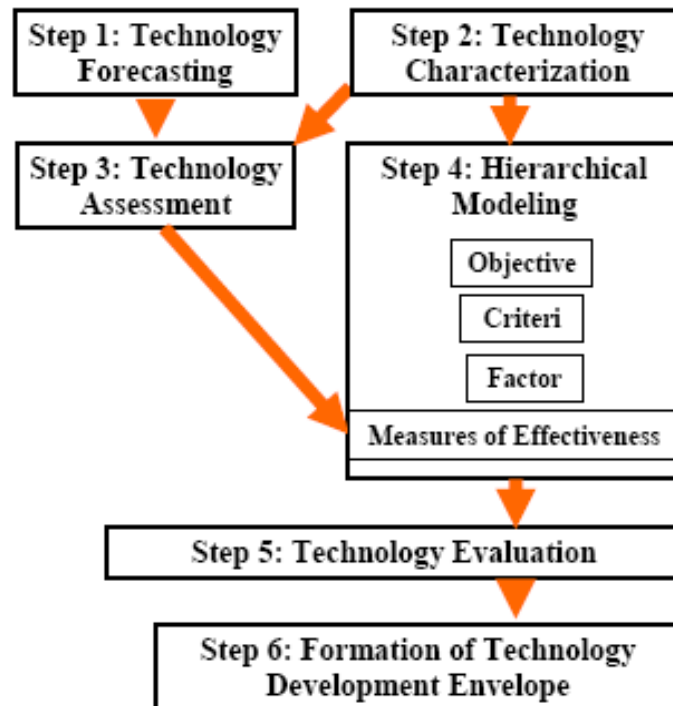 Step 1: Technology
Forecasting
Step 2: Technology
Characterization
Step 3: Technology
Assessment
Step 4: Hierarchical
Modeling
Objective
Criteri
Factor
Measures of Effectiveness
Step 5: Technology Evaluation
Step 6: Formation of Technology
Development Envelope